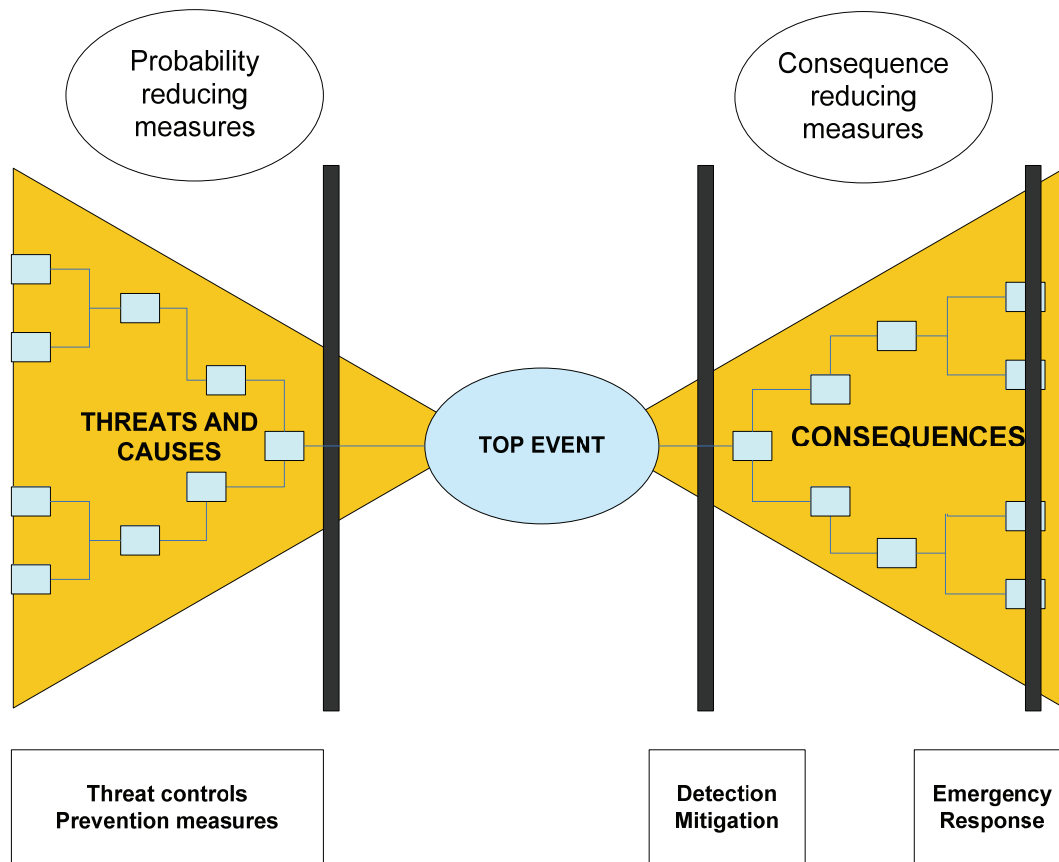 Probability
reducing
measures
Consequence
reducing
measures
THREATS AND
CAUSES
TOP EVENT
CONSEQUENCES
Threat controls
Prevention measures
Detection
Mitigation
Emergency
Response